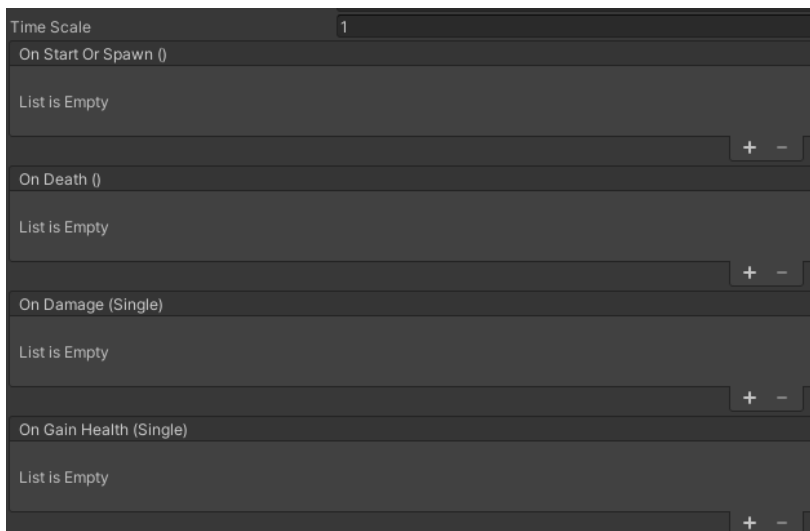 Time Scale 1
On Start Or Spawn ()
List is Empty
+ −
On Death ()
List is Empty
+ −
On Damage (Single)
List is Empty
+ −
On Gain Health (Single)
List is Empty
+ −